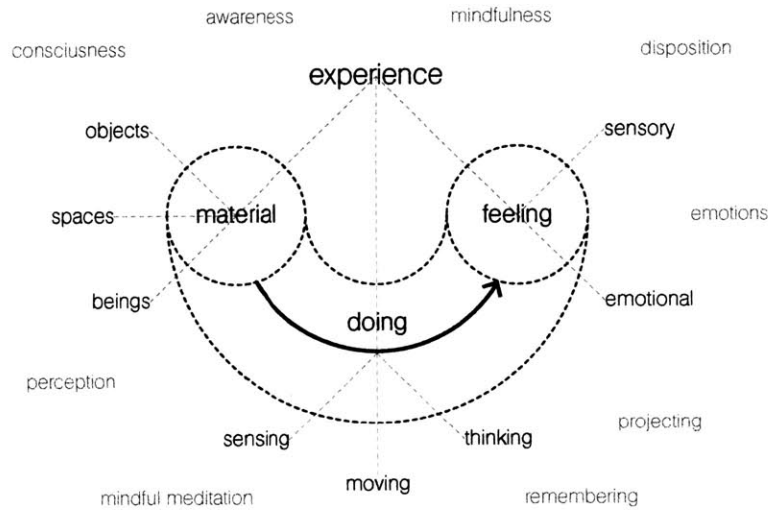 awareness
mindfulness
consciusness
disposition
experience
objects
sensory
spaces
material
feeling
emotions
beings
emotional
doing
perception
projecting
sensing
thinking
moving
mindful meditation
remembering